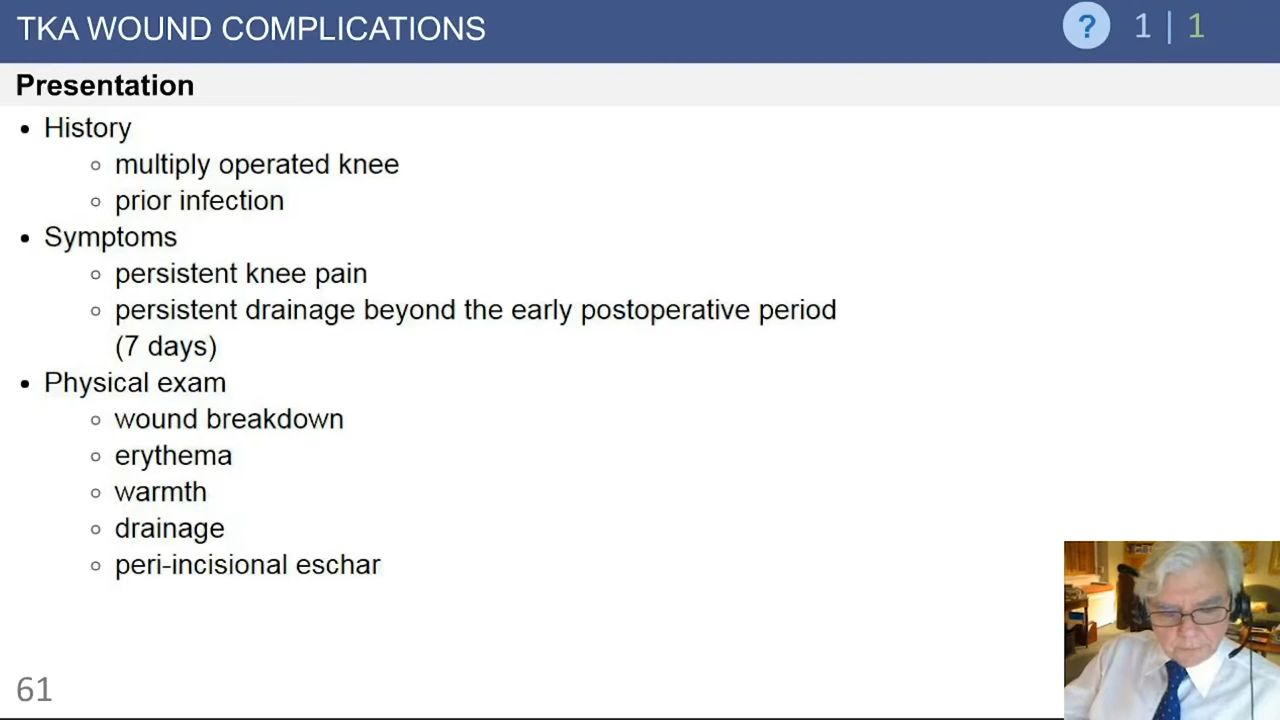 TKA WOUND COMPLICATIONS
? 1 | 1
Presentation
• History
○ multiply operated knee
○ prior infection
• Symptoms
○ persistent knee pain
○ persistent drainage beyond the early postoperative period
(7 days)
• Physical exam
○ wound breakdown
○ erythema
○ warmth
○ drainage
○ peri-incisional eschar
61